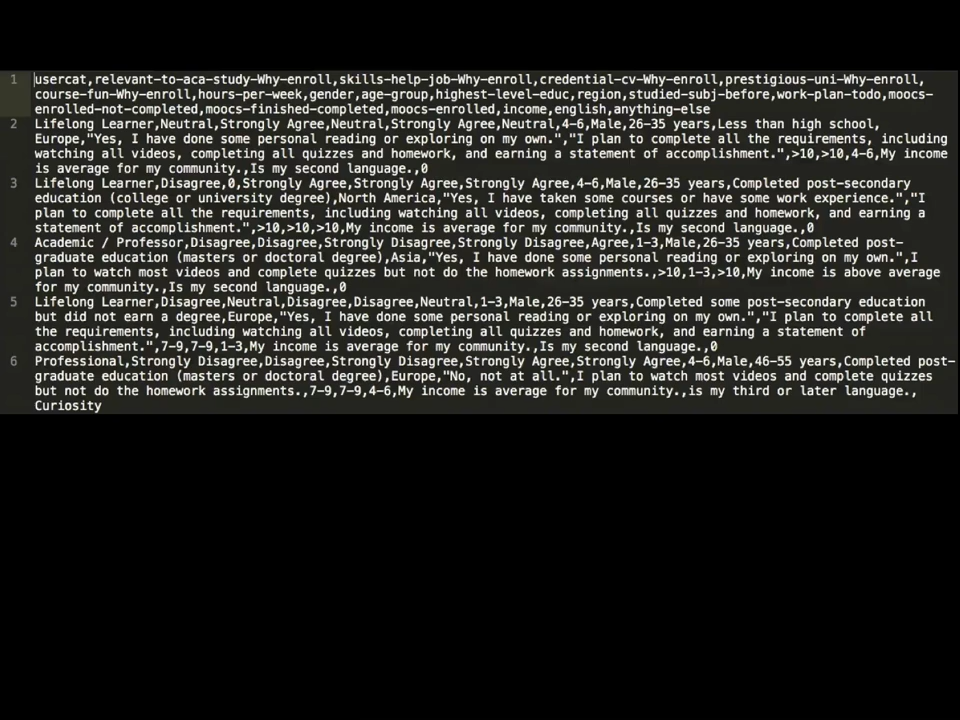 1 usercat,relevant-to-aca-study-Why-enroll,skills-help-job-Why-enroll,credential-cv-Why-enroll,prestigious-uni-Why-enroll,
course-fun-Why-enroll,hours-per-week,gender,age-group,highest-level-educ,region,studied-subj-before,work-plan-todo,moocs-
enrolled-not-completed,moocs-finished-completed,moocs-enrolled,income,english,anything-else
2 Lifelong Learner,Neutral,Strongly Agree,Neutral,Strongly Agree,Neutral,4-6,Male,26-35 years,Less than high school,
Europe,"Yes, I have done some personal reading or exploring on my own.","I plan to complete all the requirements, including
watching all videos, completing all quizzes and homework, and earning a statement of accomplishment.",>10,>10,4-6,My income
is average for my community.,Is my second language.,0
3 Lifelong Learner,Disagree,0,Strongly Agree,Strongly Agree,Strongly Agree,4-6,Male,26-35 years,Completed post-secondary
education (college or university degree),North America,"Yes, I have taken some courses or have some work experience.","I
plan to complete all the requirements, including watching all videos, completing all quizzes and homework, and earning a
statement of accomplishment.",>10,>10,>10,My income is average for my community.,Is my second language.,0
4 Academic / Professor,Disagree,Disagree,Strongly Disagree,Strongly Disagree,Agree,1-3,Male,26-35 years,Completed post-
graduate education (masters or doctoral degree),Asia,"Yes, I have done some personal reading or exploring on my own.",I
plan to watch most videos and complete quizzes but not do the homework assignments.,>10,1-3,>10,My income is above average
for my community.,Is my second language.,0
5 Lifelong Learner,Disagree,Neutral,Disagree,Disagree,Neutral,1-3,Male,26-35 years,Completed some post-secondary education
but did not earn a degree,Europe,"Yes, I have done some personal reading or exploring on my own.","I plan to complete all
the requirements, including watching all videos, completing all quizzes and homework, and earning a statement of
accomplishment.",7-9,7-9,1-3,My income is average for my community.,Is my second language.,0
6 Professional,Strongly Disagree,Disagree,Strongly Disagree,Strongly Agree,Strongly Agree,4-6,Male,46-55 years,Completed post-
graduate education (masters or doctoral degree),Europe,"No, not at all.",I plan to watch most videos and complete quizzes
but not do the homework assignments.,7-9,7-9,4-6,My income is average for my community.,is my third or later language.,
Curiosity